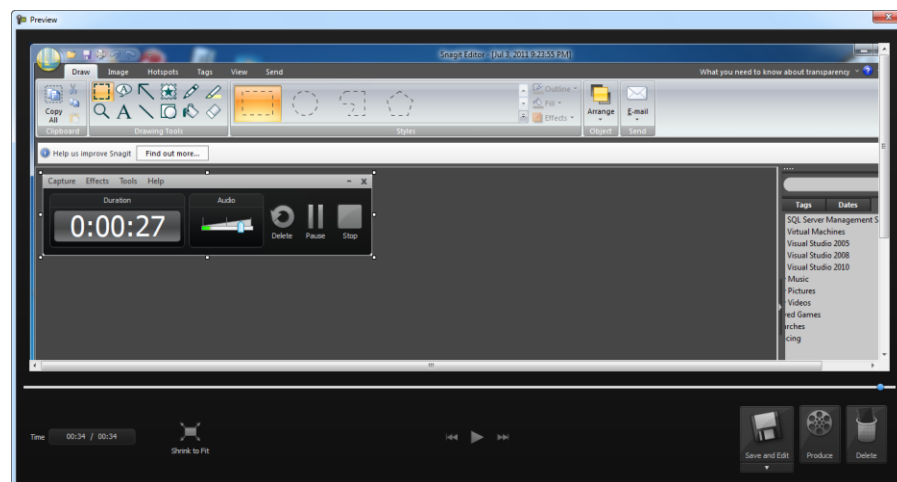 Preview
Snagit Editor - [Jul 3, 2011 9:23:55 PM]
Draw Image Hotspots Tags View Send What you need to know about transparency
Copy All
A
Outline
Fill
Effects
Arrange
E-mail
Clipboard Drawing Tools Styles Object Send
Help us improve Snagit Find out more...
Capture Effects Tools Help - x
Duration Audio
0:00:27
Delete Pause Stop
Tags Dates
SQL Server Management S
Virtual Machines
Visual Studio 2005
Visual Studio 2008
Visual Studio 2010
Music
Pictures
Videos
ed Games
rches
cing
Time 00:34 / 00:34
Shrink to Fit
Save and Edit Produce Delete